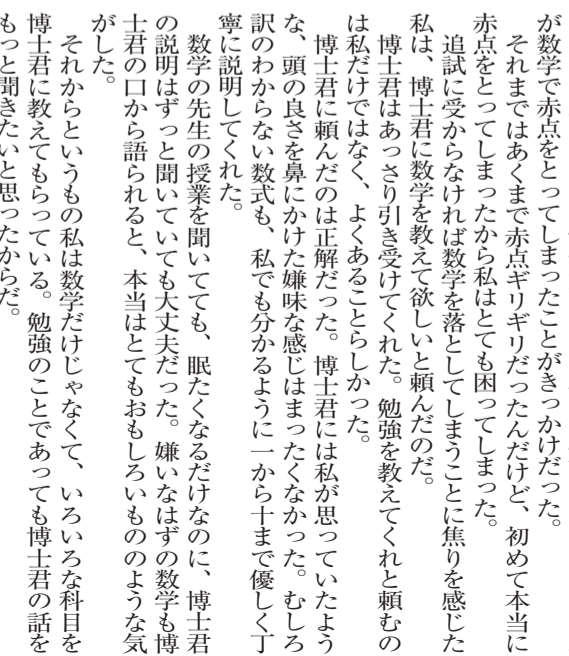 が数学で赤点をとってしまったことがきっかけだった。
それまではあくまで赤点ギリギリだったんだけど、初めて本当に
赤点をとってしまったから私はとても困ってしまった。
追試に受からなければ数学を落としてしまうことに焦りを感じた
私は、博士君に数学を教えて欲しいと頼んだのだ。
博士君はあっさり引き受けてくれた。勉強を教えてくれと頼むの
は私だけではなく、よくあることらしかった。
博士君に頼んだのは正解だった。博士君には私が思っていたよう
な、頭の良さを鼻にかけた嫌味な感じはまったくなかった。むしろ
訳のわからない数式も、私でも分かるように一から十まで優しく丁
寧に説明してくれた。
数学の先生の授業を聞いてても、眠たくなるだけなのに、博士君
の説明はずっと聞いていても大丈夫だった。嫌いなはずの数学も博
士君の口から語られると、本当はとてもおもしろいもののような気
がした。
それからというもの私は数学だけじゃなくて、いろいろな科目を
博士君に教えてもらっている。勉強のことであっても博士君の話を
もっと聞きたいと思ったからだ。